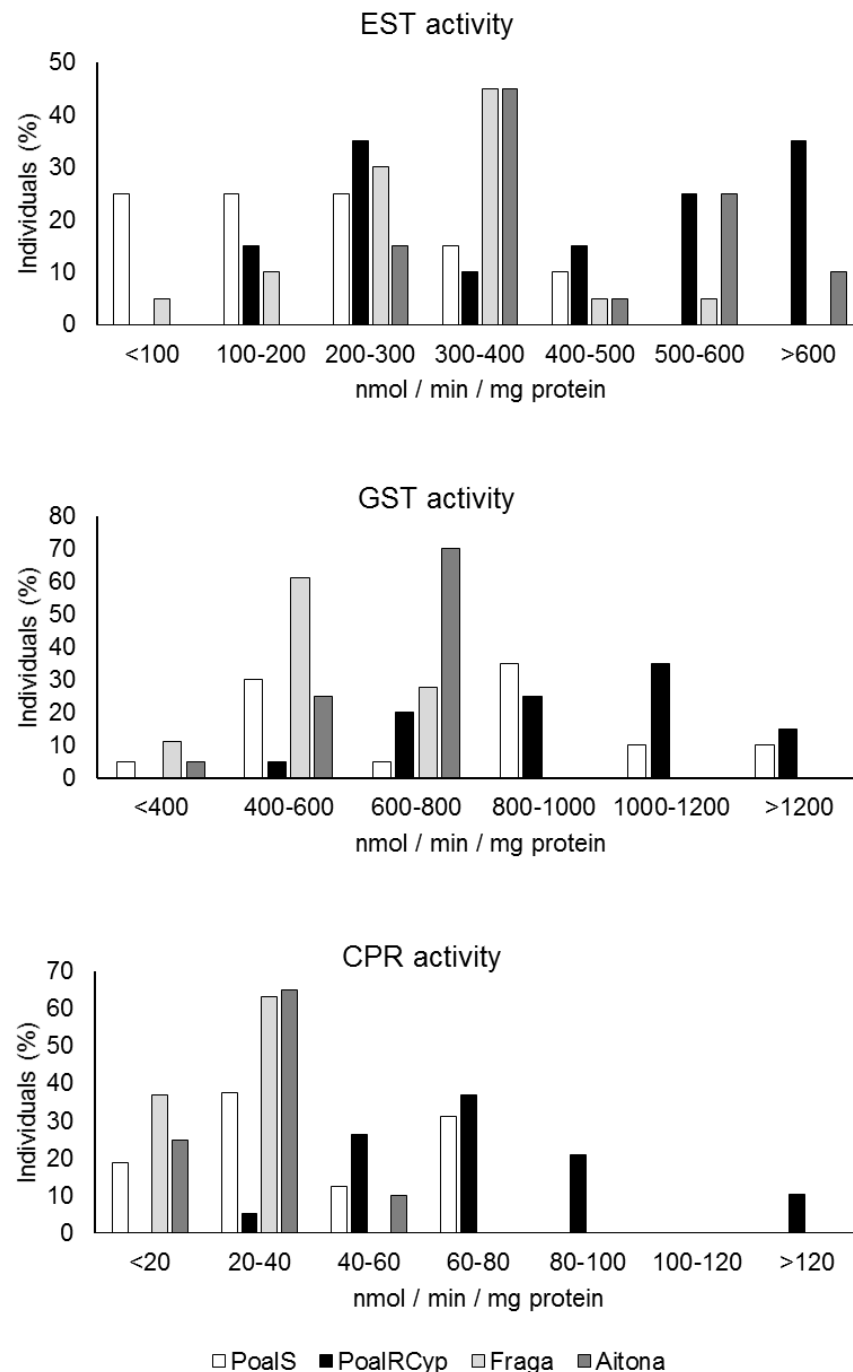 EST activity
50
40
30
20
10
0
Individuals (%)
<100 100-200 200-300 300-400 400-500 500-600 >600
nmol / min / mg protein
GST activity
80
70
60
50
40
30
20
10
0
Individuals (%)
<400 400-600 600-800 800-1000 1000-1200 >1200
nmol / min / mg protein
CPR activity
70
60
50
40
30
20
10
0
Individuals (%)
<20 20-40 40-60 60-80 80-100 100-120 >120
nmol / min / mg protein
PoalS PoalRCyp Fraga Aitona